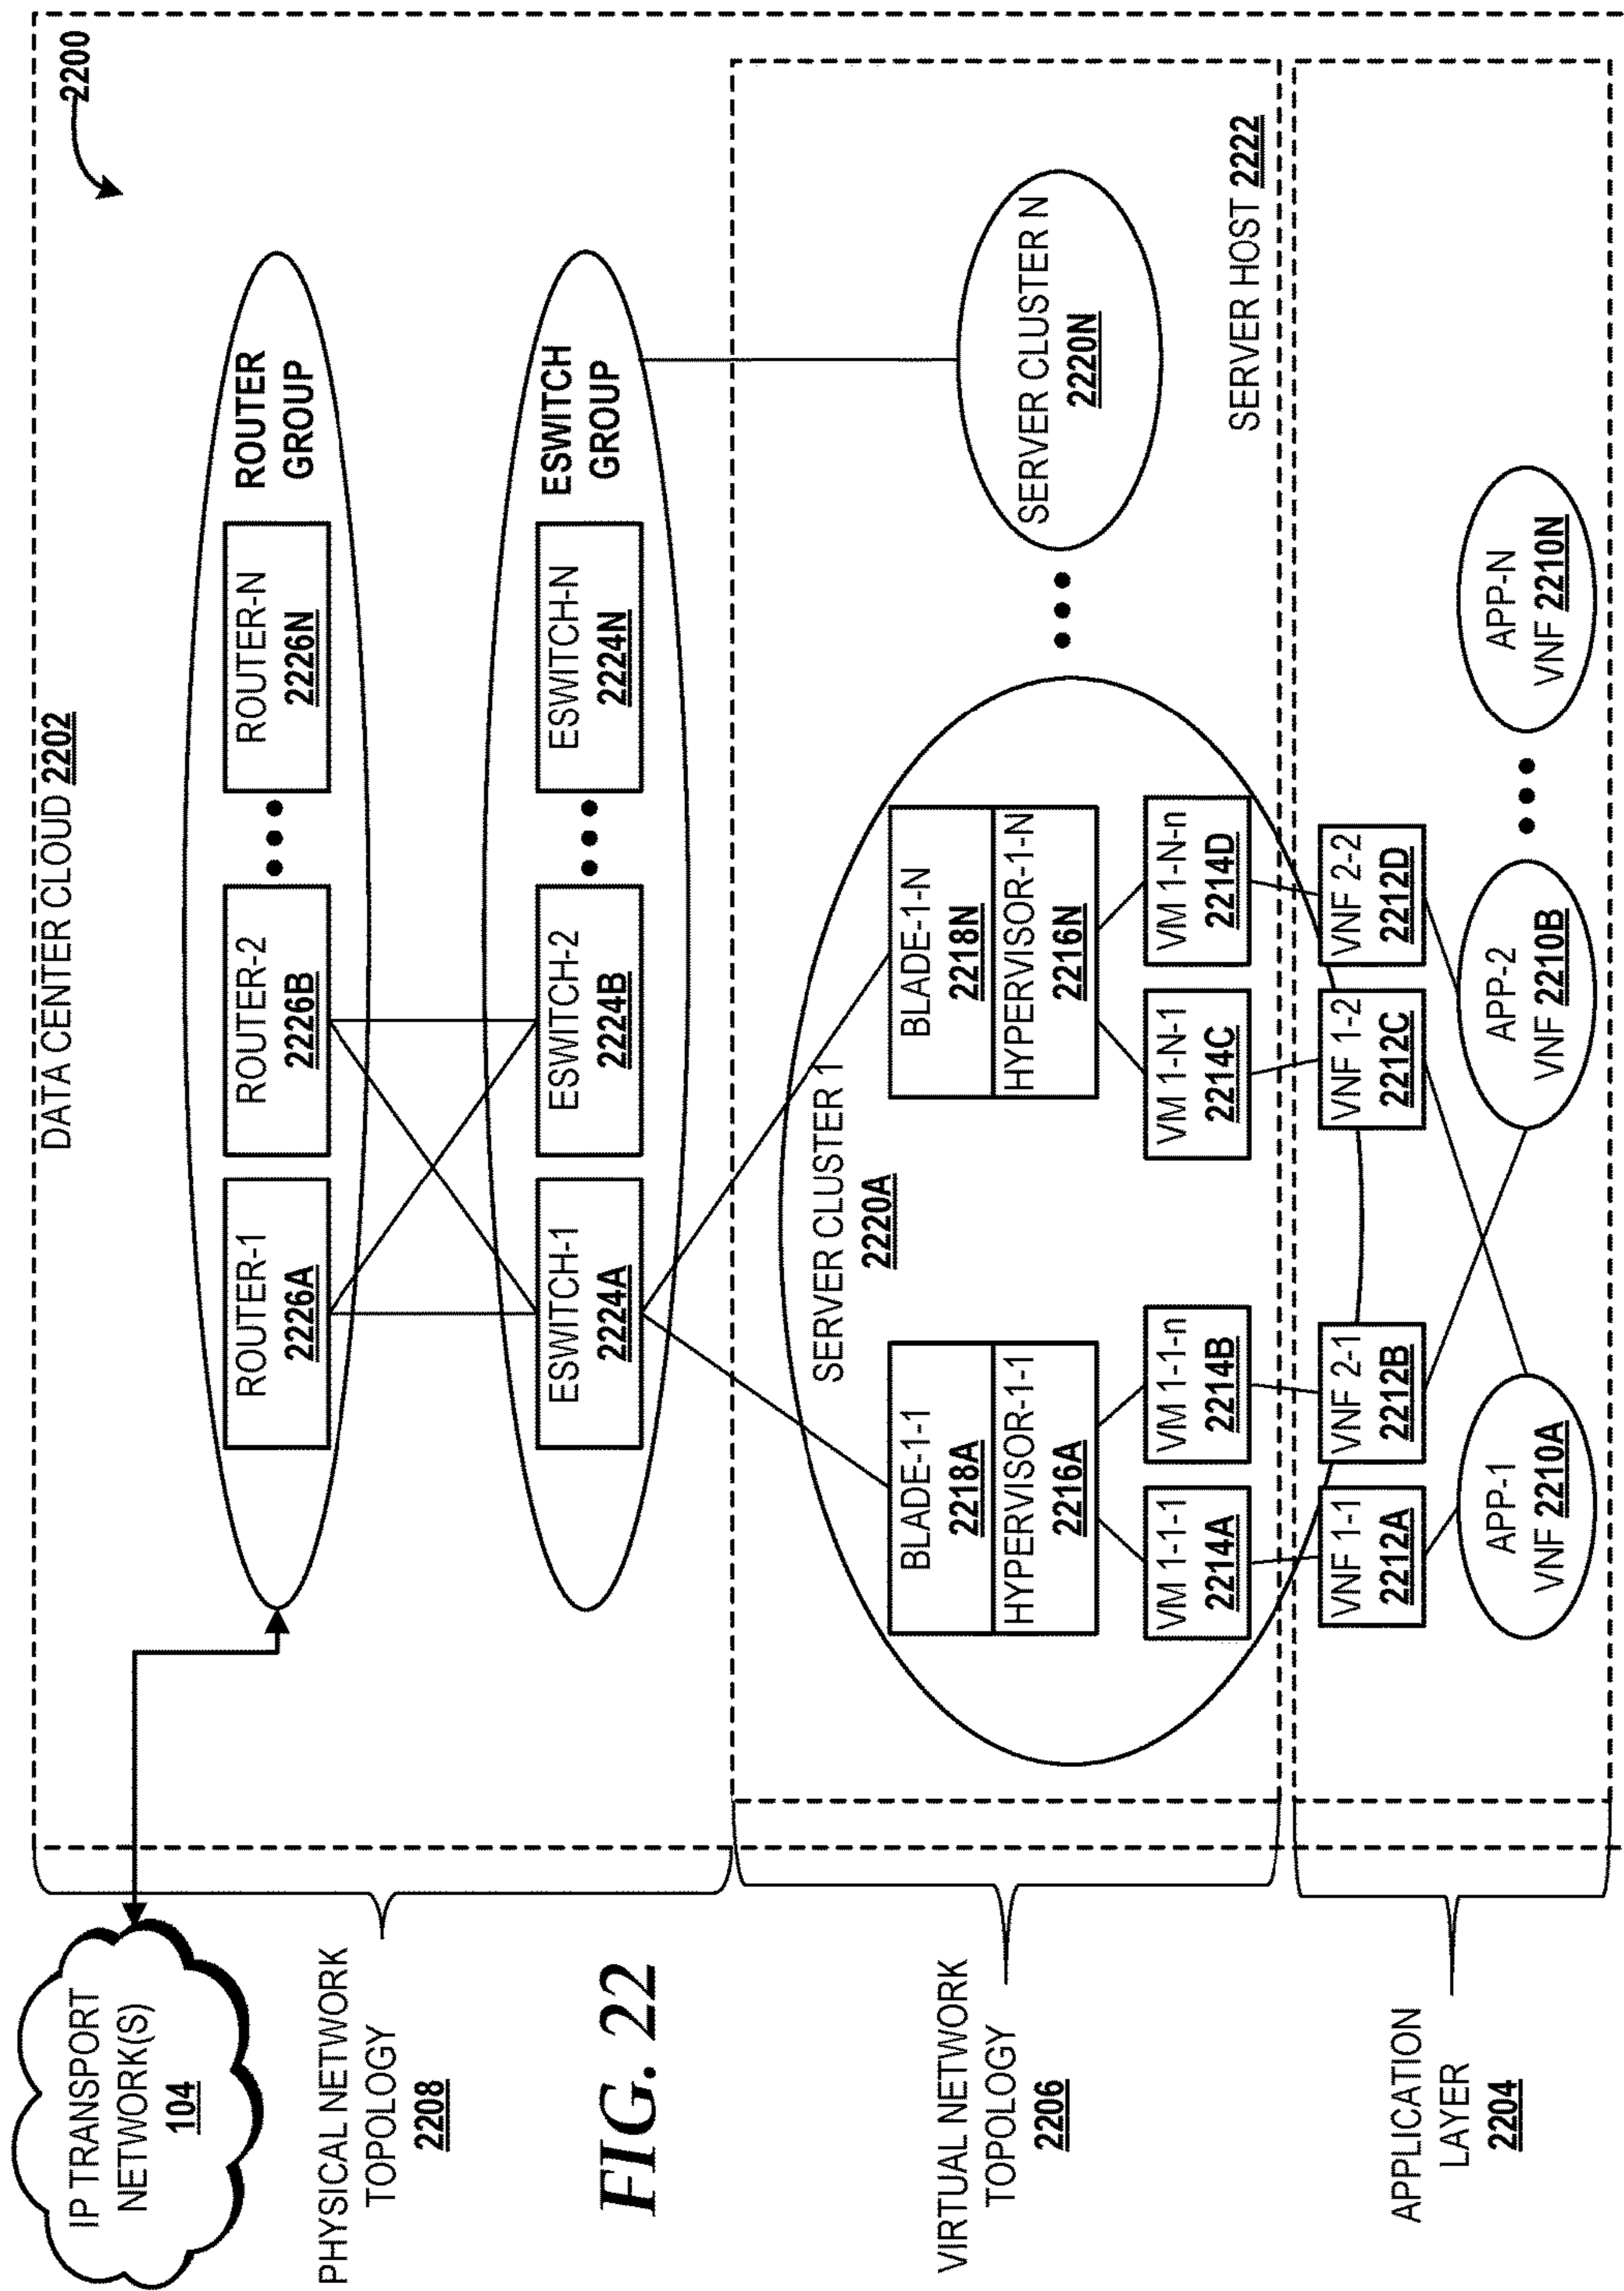 2200
DATA CENTER CLOUD 2202
IP TRANSPORT
NETWORK(S)
104
ROUTER-1
2226A
ROUTER-2
2226B
ROUTER-N
2226N
ROUTER
GROUP
PHYSICAL NETWORK
TOPOLOGY
2208
ESWITCH-1
2224A
ESWITCH-2
2224B
ESWITCH-N
2224N
ESWITCH
GROUP
FIG. 22
SERVER CLUSTER 1
2220A
BLADE-1-1
2218A
HYPERVISOR-1-1
2216A
BLADE-1-N
2218N
HYPERVISOR-1-N
2216N
SERVER CLUSTER N
2220N
VIRTUAL NETWORK
TOPOLOGY
2206
VM 1-1-1
2214A
VM 1-1-n
2214B
VM 1-N-1
2214C
VM 1-N-n
2214D
SERVER HOST 2222
VNF 1-1
2212A
VNF 2-1
2212B
VNF 1-2
2212C
VNF 2-2
2212D
APPLICATION
LAYER
2204
APP-1
VNF 2210A
APP-2
VNF 2210B
APP-N
VNF 2210N